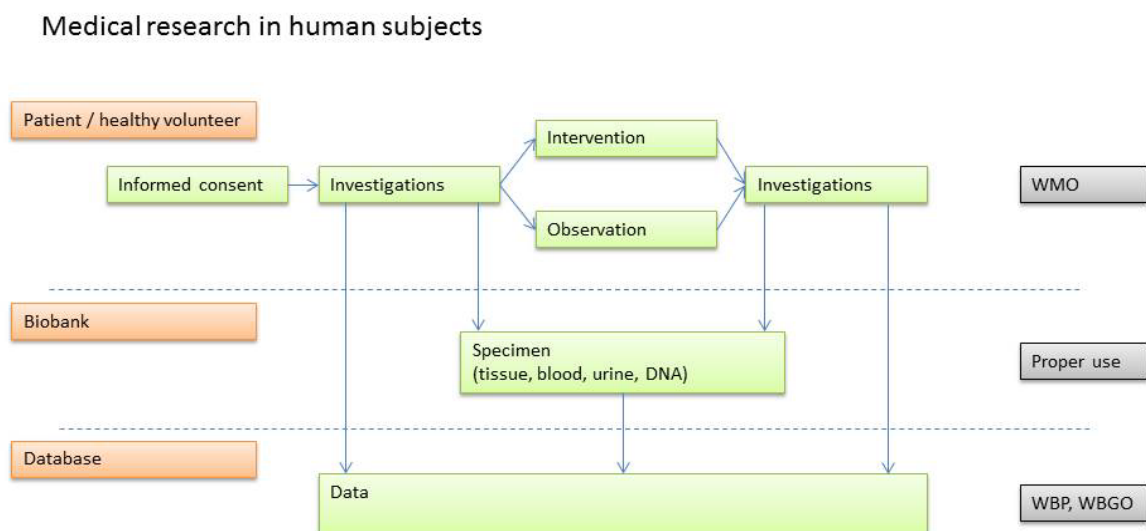 Medical research in human subjects
Patient / healthy volunteer
Intervention
Informed consent
Investigations
Investigations
WMO
Observation
Biobank
Specimen
(tissue, blood, urine, DNA)
Proper use
Database
Data
WBP, WBGO